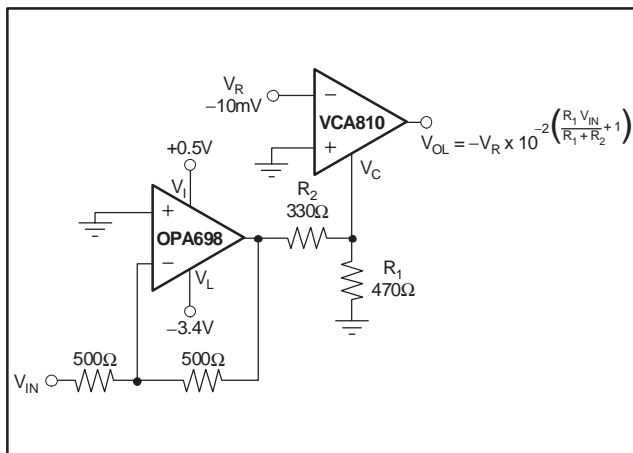 V_R
−10mV
−
VCA810
+
V_C
V_OL = −V_R x 10^−2(R_1 V_IN / R_1 + R_2 + 1)
+0.5V
V_I
+
OPA698
−
V_L
−3.4V
R_2
330Ω
R_1
470Ω
500Ω
500Ω
V_IN